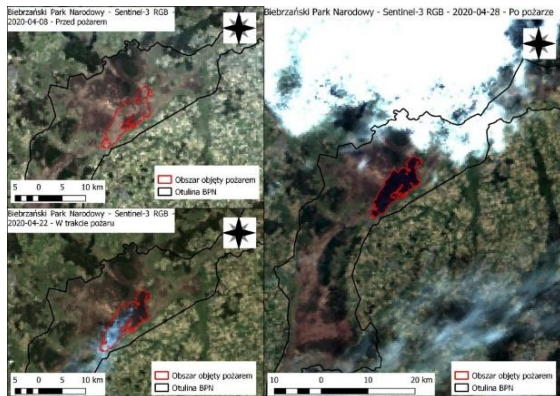 Biebrzański Park Narodowy - Sentinel-3 RGB -
2020-04-08 - Przed pożarem
Obszar objęty pożarem
Otulina BPN
5 0 5 10 km
Biebrzański Park Narodowy - Sentinel-3 RGB -
2020-04-22 - W trakcie pożaru
Obszar objęty pożarem
Otulina BPN
5 0 5 10 km
Biebrzański Park Narodowy - Sentinel-3 RGB - 2020-04-28 - Po pożarze
Obszar objęty pożarem
Otulina BPN
10 0 10 20 km